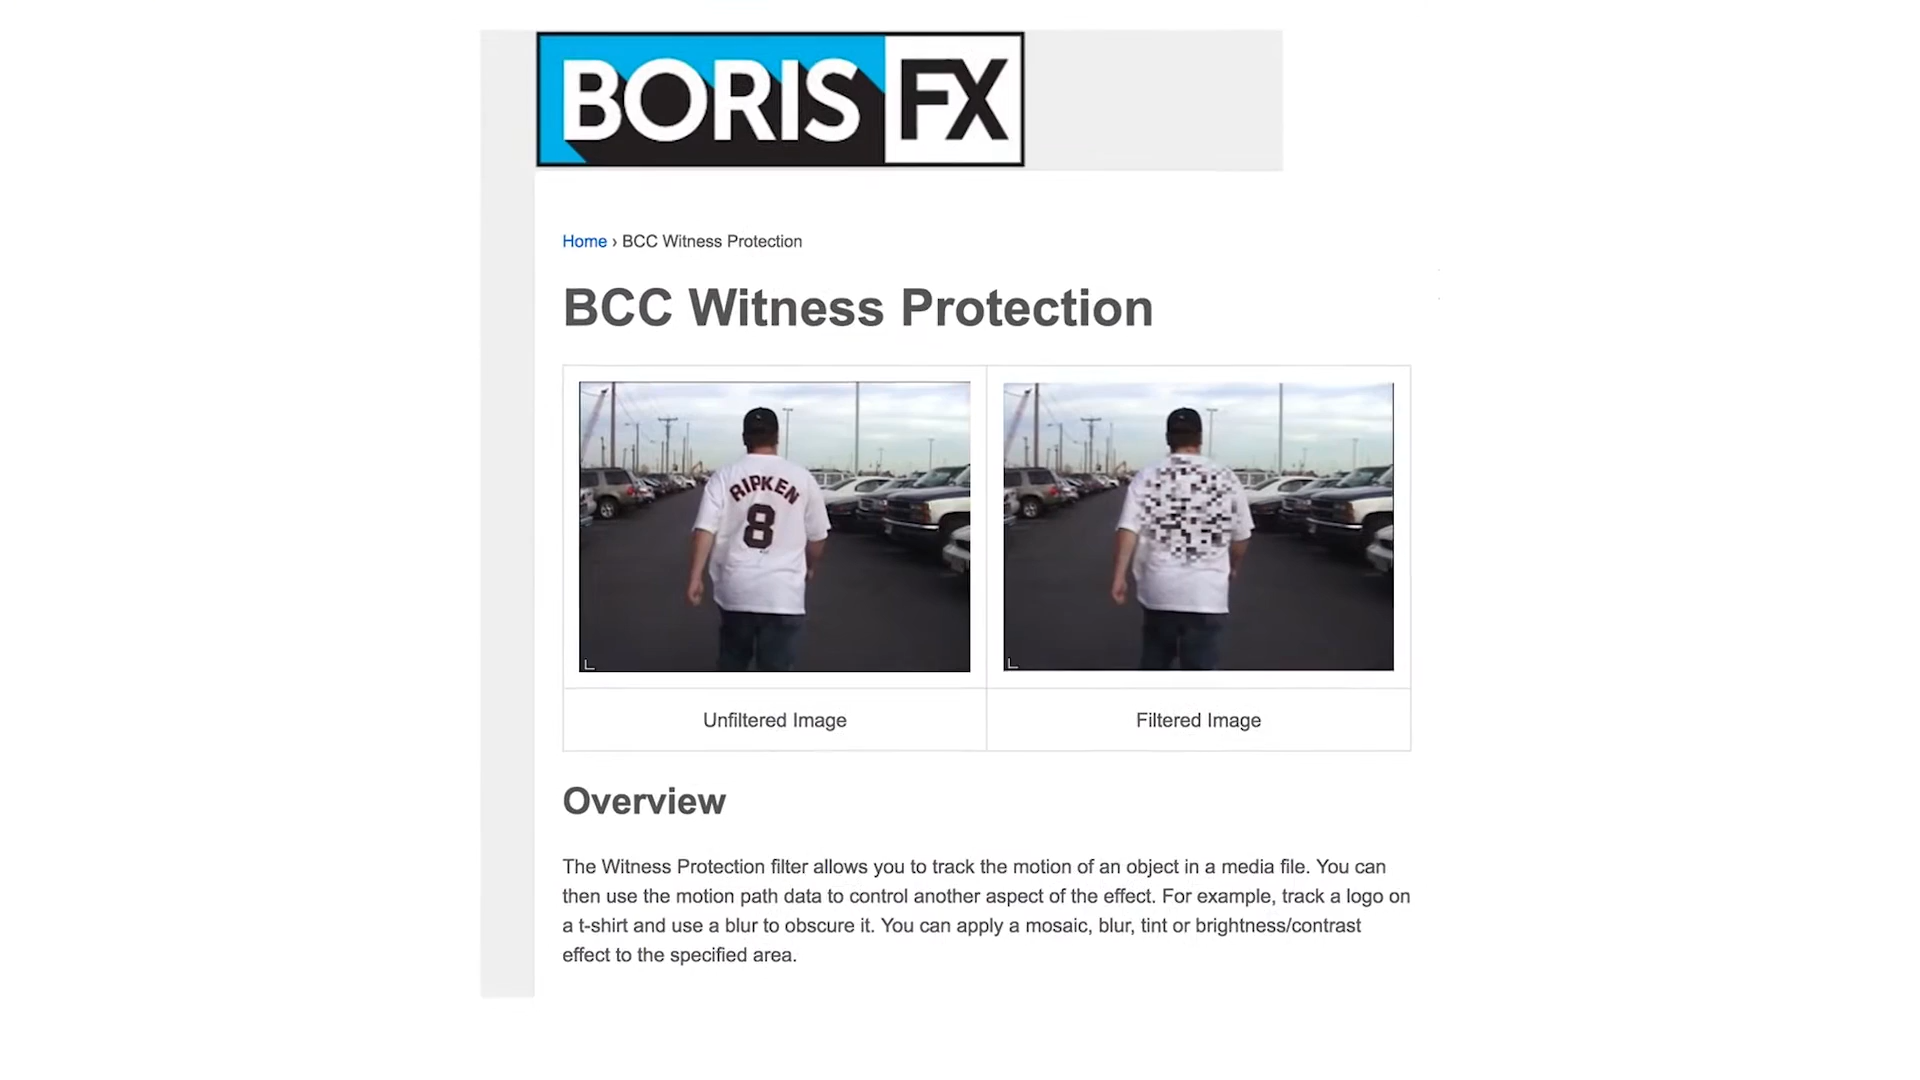 BORIS FX
Home › BCC Witness Protection
BCC Witness Protection
RIPKEN
8
Unfiltered Image
Filtered Image
Overview
The Witness Protection filter allows you to track the motion of an object in a media file. You can
then use the motion path data to control another aspect of the effect. For example, track a logo on
a t-shirt and use a blur to obscure it. You can apply a mosaic, blur, tint or brightness/contrast
effect to the specified area.